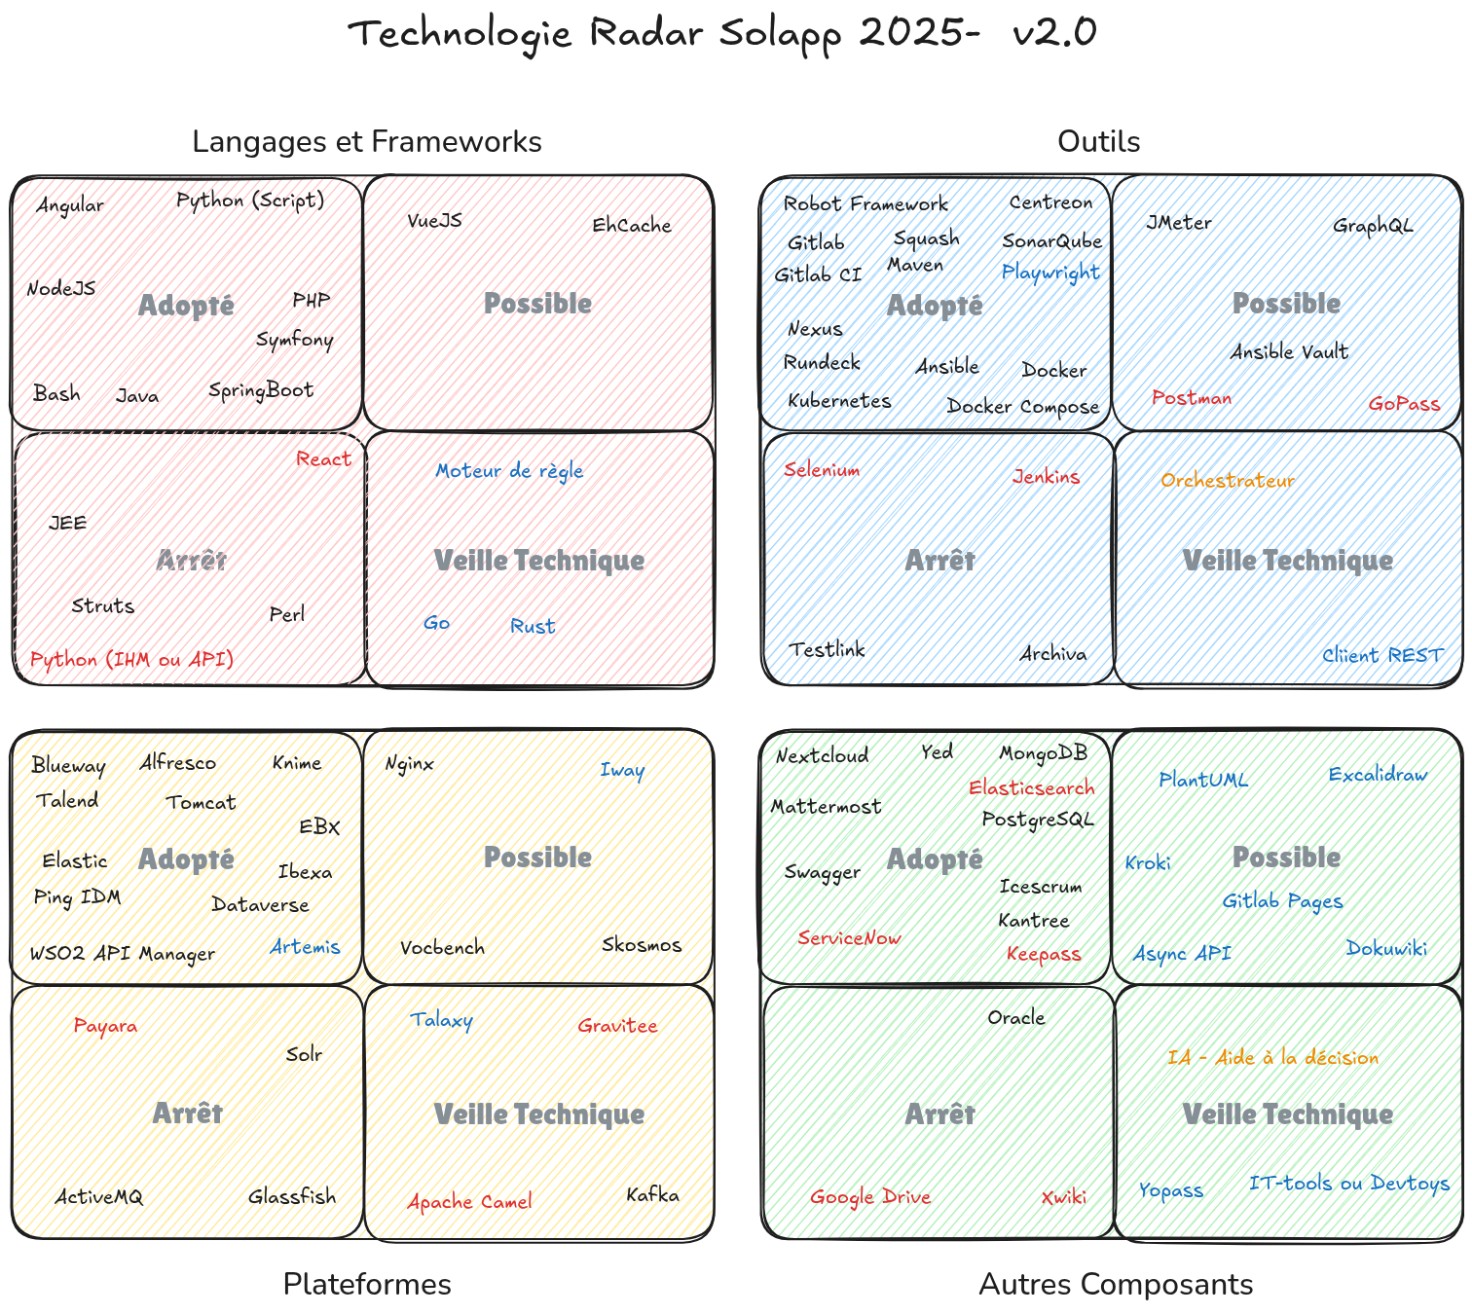 Technologie Radar Solapp 2025-  v2.0
Langages et Frameworks
Angular
Python (Script)
NodeJS
Adopté
PHP
Symfony
Bash
Java
SpringBoot
VueJS
EhCache
Possible
React
JEE
Arrêt
Struts
Perl
Python (IHM ou API)
Moteur de règle
Veille Technique
Go
Rust
Outils
Robot Framework
Centreon
Gitlab
Squash
SonarQube
Gitlab CI
Maven
Playwright
Adopté
Nexus
Rundeck
Ansible
Docker
Kubernetes
Docker Compose
JMeter
GraphQL
Possible
Ansible Vault
Postman
GoPass
Selenium
Jenkins
Arrêt
Testlink
Archiva
Orchestrateur
Veille Technique
Cliient REST
Blueway
Alfresco
Knime
Talend
Tomcat
EBX
Elastic
Adopté
Ibexa
Ping IDM
Dataverse
WSO2 API Manager
Artemis
Nginx
Iway
Possible
Vocbench
Skosmos
Payara
Solr
Arrêt
ActiveMQ
Glassfish
Talaxy
Gravitee
Veille Technique
Apache Camel
Kafka
Plateformes
Nextcloud
Yed
MongoDB
Elasticsearch
Mattermost
PostgreSQL
Adopté
Swagger
Icescrum
Kantree
ServiceNow
Keepass
PlantUML
Excalidraw
Kroki
Possible
Gitlab Pages
Async API
Dokuwiki
Oracle
Arrêt
Google Drive
Xwiki
IA - Aide à la décision
Veille Technique
Yopass
IT-tools ou Devtoys
Autres Composants